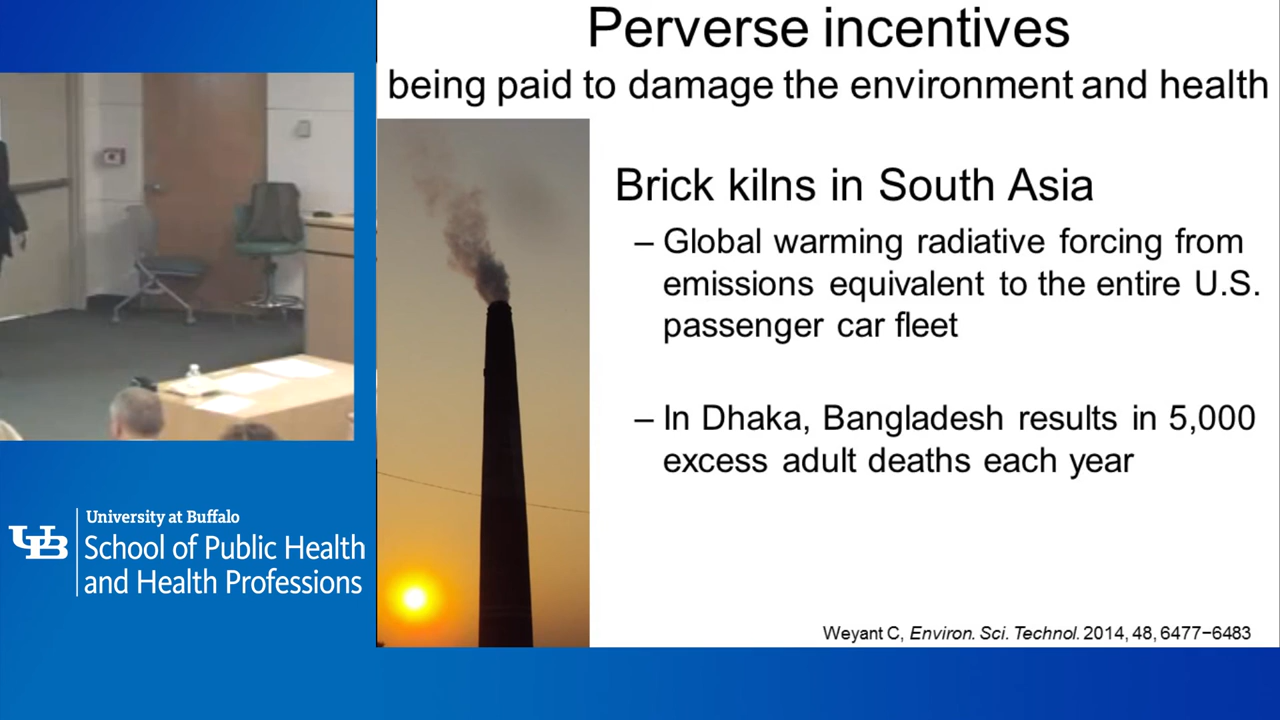 Perverse incentives
being paid to damage the environment and health
Brick kilns in South Asia
– Global warming radiative forcing from
emissions equivalent to the entire U.S.
passenger car fleet
– In Dhaka, Bangladesh results in 5,000
excess adult deaths each year
Weyant C, Environ. Sci. Technol. 2014, 48, 6477−6483
UB
University at Buffalo
School of Public Health
and Health Professions